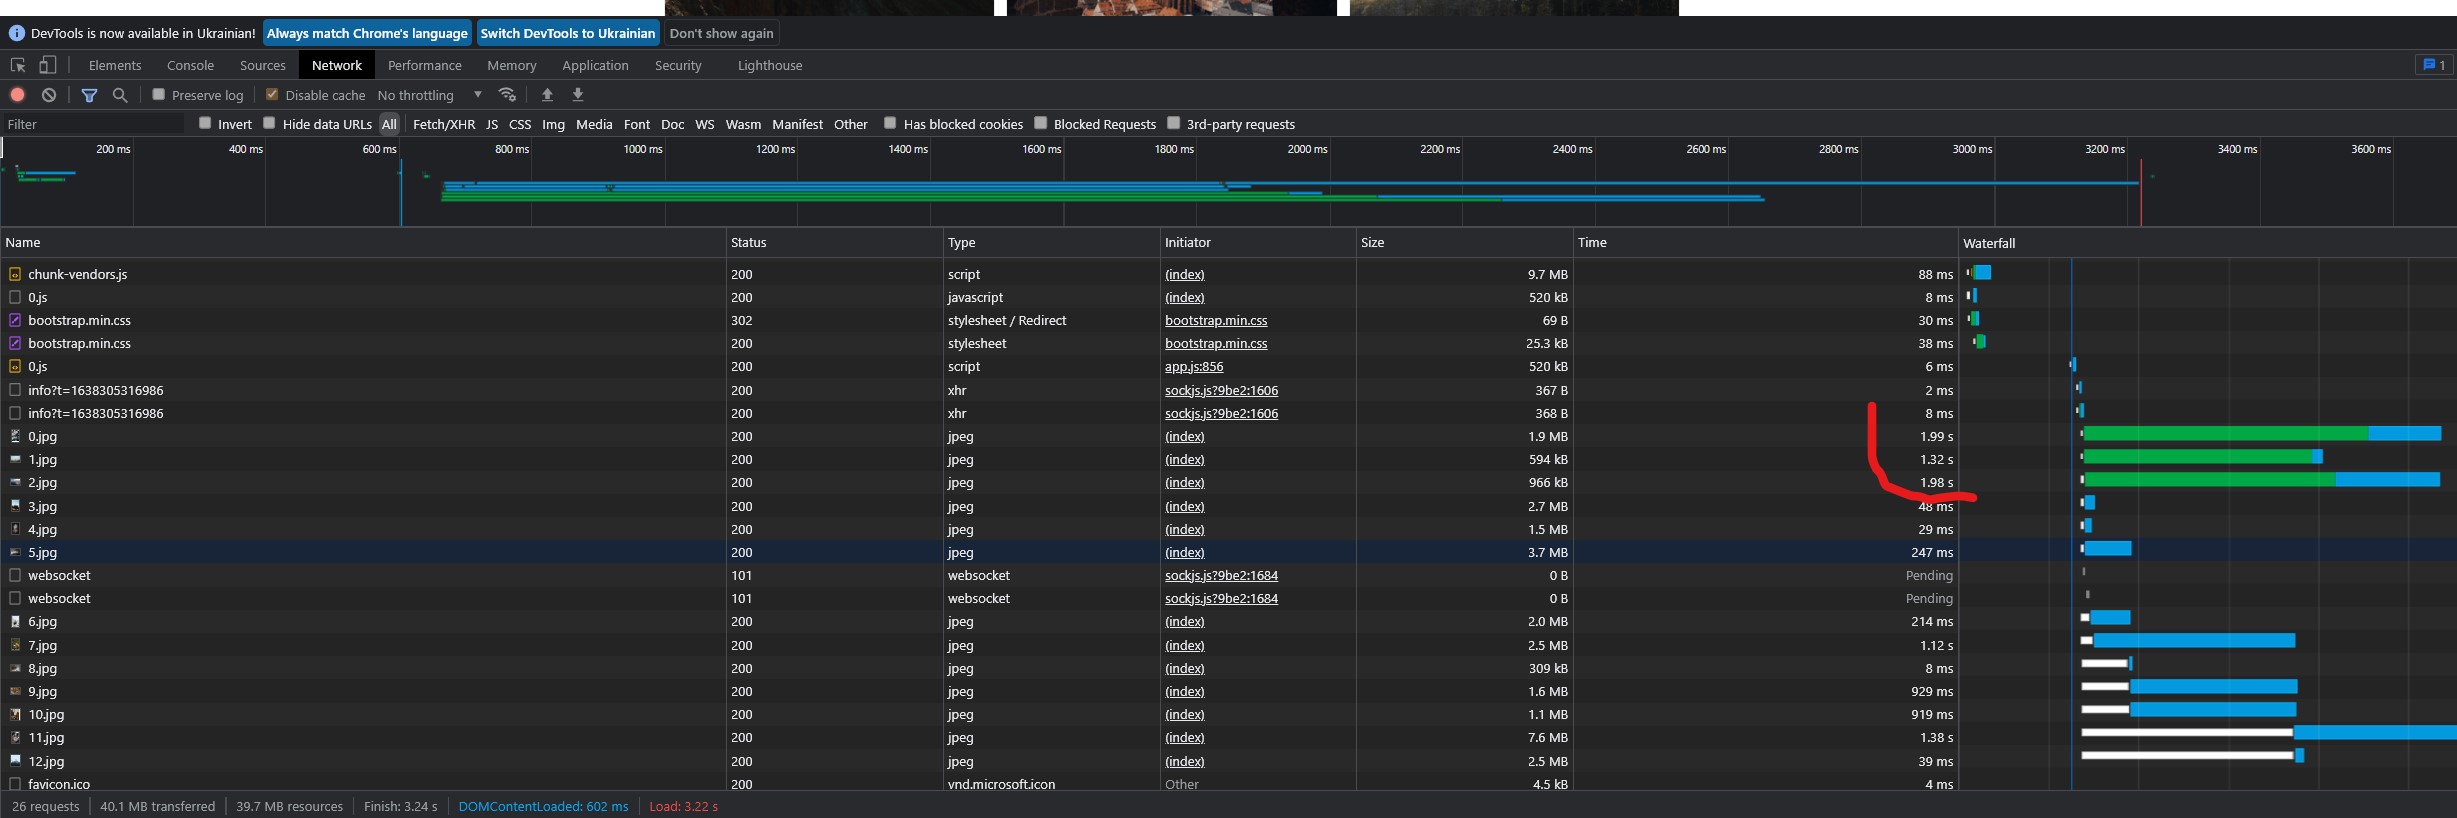 DevTools is now available in Ukrainian! Always match Chrome's language Switch DevTools to Ukrainian Don't show again
Elements Console Sources Network Performance Memory Application Security Lighthouse 1
Preserve log Disable cache No throttling
Filter Invert Hide data URLs All Fetch/XHR JS CSS Img Media Font Doc WS Wasm Manifest Other Has blocked cookies Blocked Requests 3rd-party requests
200 ms 400 ms 600 ms 800 ms 1000 ms 1200 ms 1400 ms 1600 ms 1800 ms 2000 ms 2200 ms 2400 ms 2600 ms 2800 ms 3000 ms 3200 ms 3400 ms 3600 ms
Name Status Type Initiator Size Time Waterfall
chunk-vendors.js 200 script (index) 9.7 MB 88 ms
0.js 200 javascript (index) 520 kB 8 ms
bootstrap.min.css 302 stylesheet / Redirect bootstrap.min.css 69 B 30 ms
bootstrap.min.css 200 stylesheet bootstrap.min.css 25.3 kB 38 ms
0.js 200 script app.js:856 520 kB 6 ms
info?t=1638305316986 200 xhr sockjs.js?9be2:1606 367 B 2 ms
info?t=1638305316986 200 xhr sockjs.js?9be2:1606 368 B 8 ms
0.jpg 200 jpeg (index) 1.9 MB 1.99 s
1.jpg 200 jpeg (index) 594 kB 1.32 s
2.jpg 200 jpeg (index) 966 kB 1.98 s
3.jpg 200 jpeg (index) 2.7 MB 48 ms
4.jpg 200 jpeg (index) 1.5 MB 29 ms
5.jpg 200 jpeg (index) 3.7 MB 247 ms
websocket 101 websocket sockjs.js?9be2:1684 0 B Pending
websocket 101 websocket sockjs.js?9be2:1684 0 B Pending
6.jpg 200 jpeg (index) 2.0 MB 214 ms
7.jpg 200 jpeg (index) 2.5 MB 1.12 s
8.jpg 200 jpeg (index) 309 kB 8 ms
9.jpg 200 jpeg (index) 1.6 MB 929 ms
10.jpg 200 jpeg (index) 1.1 MB 919 ms
11.jpg 200 jpeg (index) 7.6 MB 1.38 s
12.jpg 200 jpeg (index) 2.5 MB 39 ms
favicon.ico 200 vnd.microsoft.icon Other 4.5 kB 4 ms
26 requests 40.1 MB transferred 39.7 MB resources Finish: 3.24 s DOMContentLoaded: 602 ms Load: 3.22 s